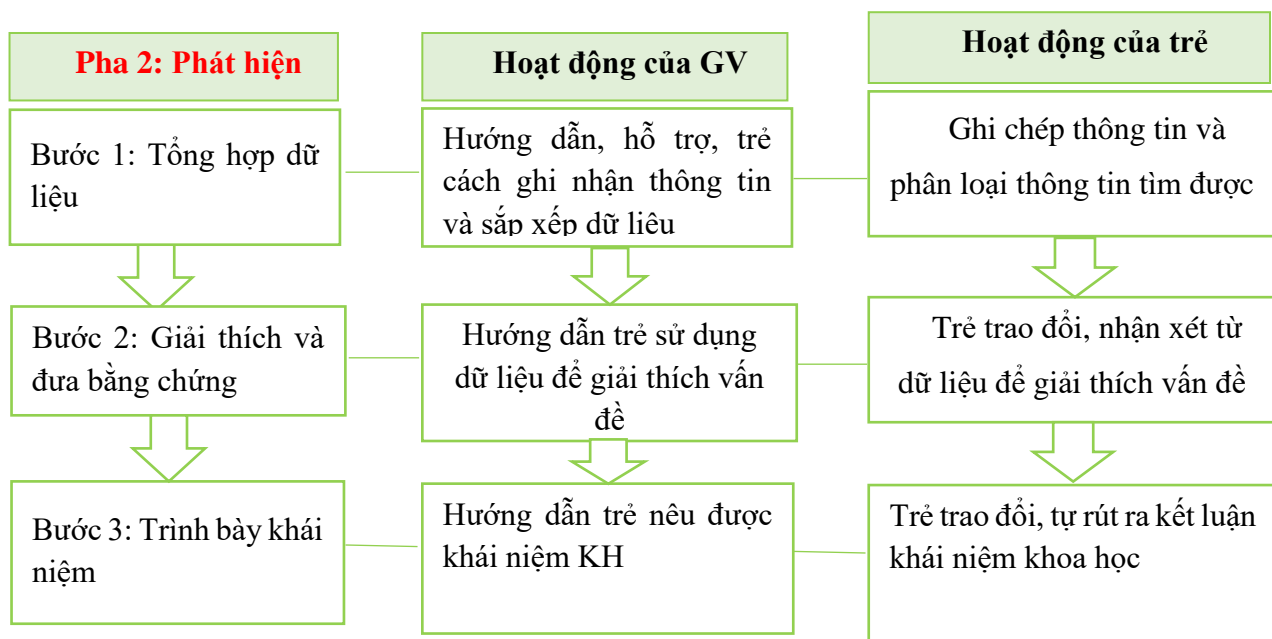 Pha 2: Phát hiện
Hoạt động của GV
Hoạt động của trẻ
Bước 1: Tổng hợp dữ
liệu
Hướng dẫn, hỗ trợ, trẻ
cách ghi nhận thông tin
và sắp xếp dữ liêu
Ghi chép thông tin và
phân loại thông tin tìm được
Bước 2: Giải thích và
đưa bằng chứng
Hướng dẫn trẻ sử dụng
dữ liệu để giải thích vấn
đề
Trẻ trao đổi, nhận xét từ
dữ liệu để giải thích vấn đề
Bước 3: Trình bày khái
niệm
Hướng dẫn trẻ nêu được
khái niệm KH
Trẻ trao đổi, tự rút ra kết luận
khái niệm khoa học